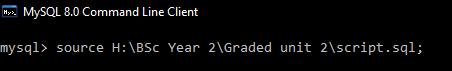 MySQL 8.0 Command Line Client
mysql> source H:\BSc Year 2\Graded unit 2\script.sql;